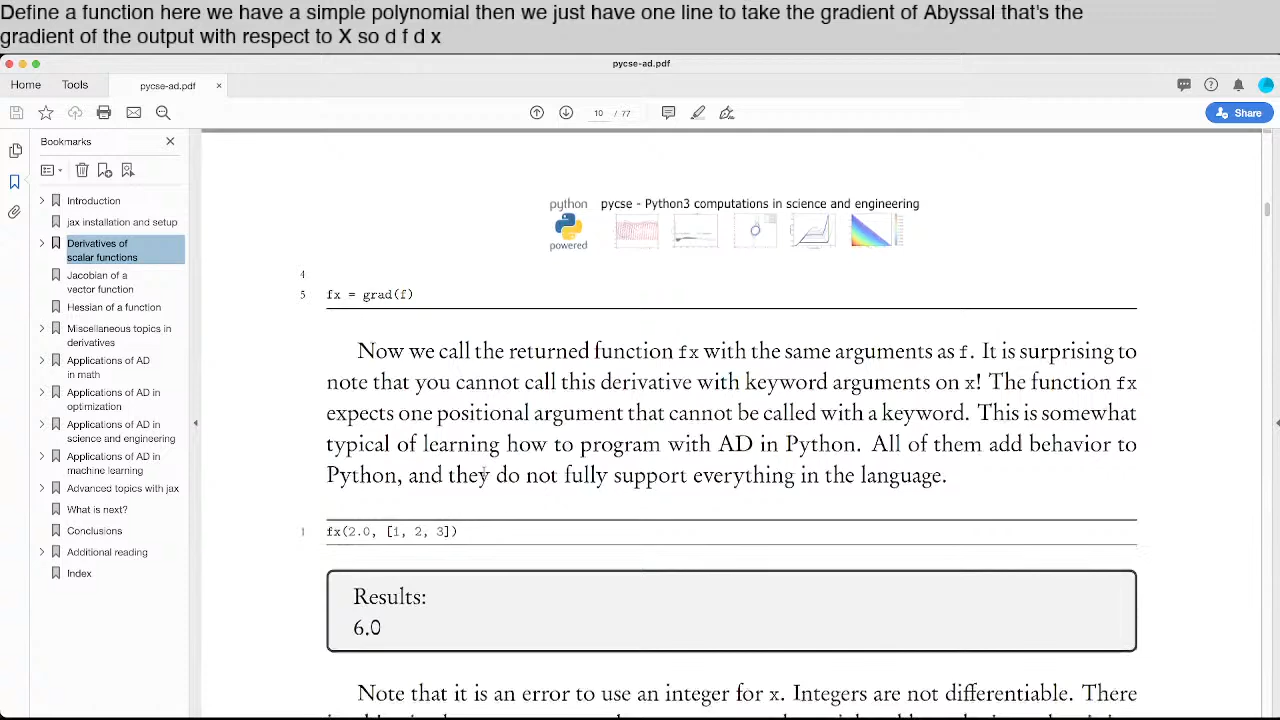 Define a function here we have a simple polynomial then we just have one line to take the gradient of Abyssal that's the
gradient of the output with respect to X so d f d x
pycse-ad.pdf
Home
Tools
pycse-ad.pdf
×
10 / 77
Share
Bookmarks
Introduction
jax installation and setup
Derivatives of
scalar functions
Jacobian of a
vector function
Hessian of a function
Miscellaneous topics in
derivatives
Applications of AD
in math
Applications of AD in
optimization
Applications of AD in
science and engineering
Applications of AD in
machine learning
Advanced topics with jax
What is next?
Conclusions
Additional reading
Index
python
powered
pycse - Python3 computations in science and engineering
4
5 fx = grad(f)
Now we call the returned function fx with the same arguments as f. It is surprising to
note that you cannot call this derivative with keyword arguments on x! The function fx
expects one positional argument that cannot be called with a keyword. This is somewhat
typical of learning how to program with AD in Python. All of them add behavior to
Python, and they do not fully support everything in the language.
1 fx(2.0, [1, 2, 3])
Results:
6.0
Note that it is an error to use an integer for x. Integers are not differentiable. There